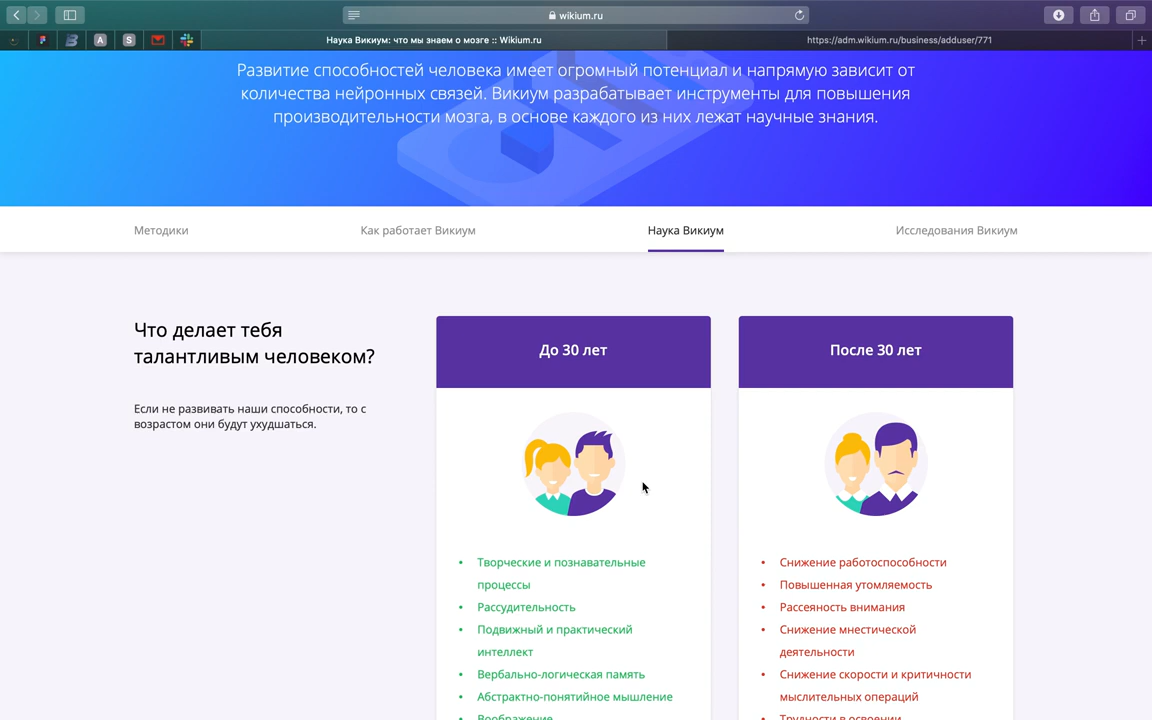 wikium.ru
Наука Викиум: что мы знаем о мозге :: Wikium.ru
https://adm.wikium.ru/business/adduser/771
A
S
Развитие способностей человека имеет огромный потенциал и напрямую зависит от
количества нейронных связей. Викиум разрабатывает инструменты для повышения
производительности мозга, в основе каждого из них лежат научные знания.
Методики
Как работает Викиум
Наука Викиум
Исследования Викиум
Что делает тебя
талантливым человеком?
Если не развивать наши способности, то с
возрастом они будут ухудшаться.
До 30 лет
Творческие и познавательные
процессы
Рассудительность
Подвижный и практический
интеллект
Вербально-логическая память
Абстрактно-понятийное мышление
Воображение
После 30 лет
Снижение работоспособности
Повышенная утомляемость
Рассеяность внимания
Снижение мнестической
деятельности
Снижение скорости и критичности
мыслительных операций
Трудности в освоении